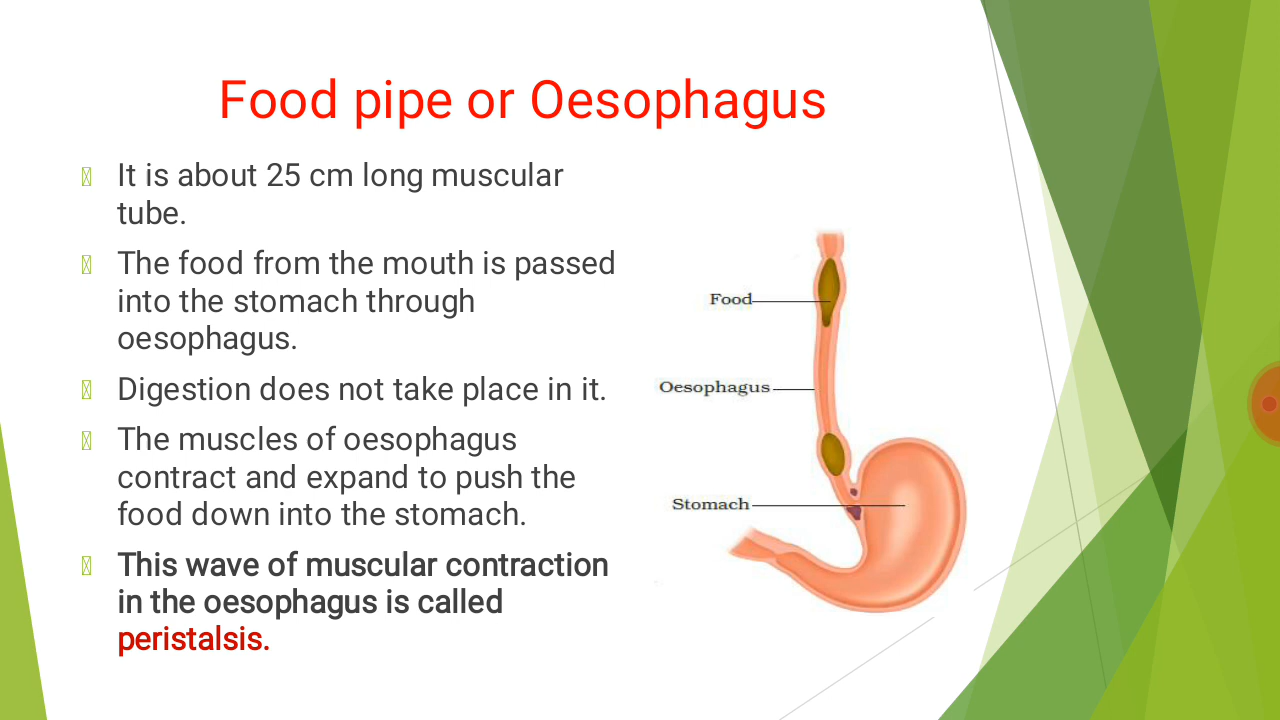 Food pipe or Oesophagus
It is about 25 cm long muscular
tube.
The food from the mouth is passed
into the stomach through
oesophagus.
Digestion does not take place in it.
The muscles of oesophagus
contract and expand to push the
food down into the stomach.
This wave of muscular contraction
in the oesophagus is called
peristalsis.
Food
Oesophagus
Stomach